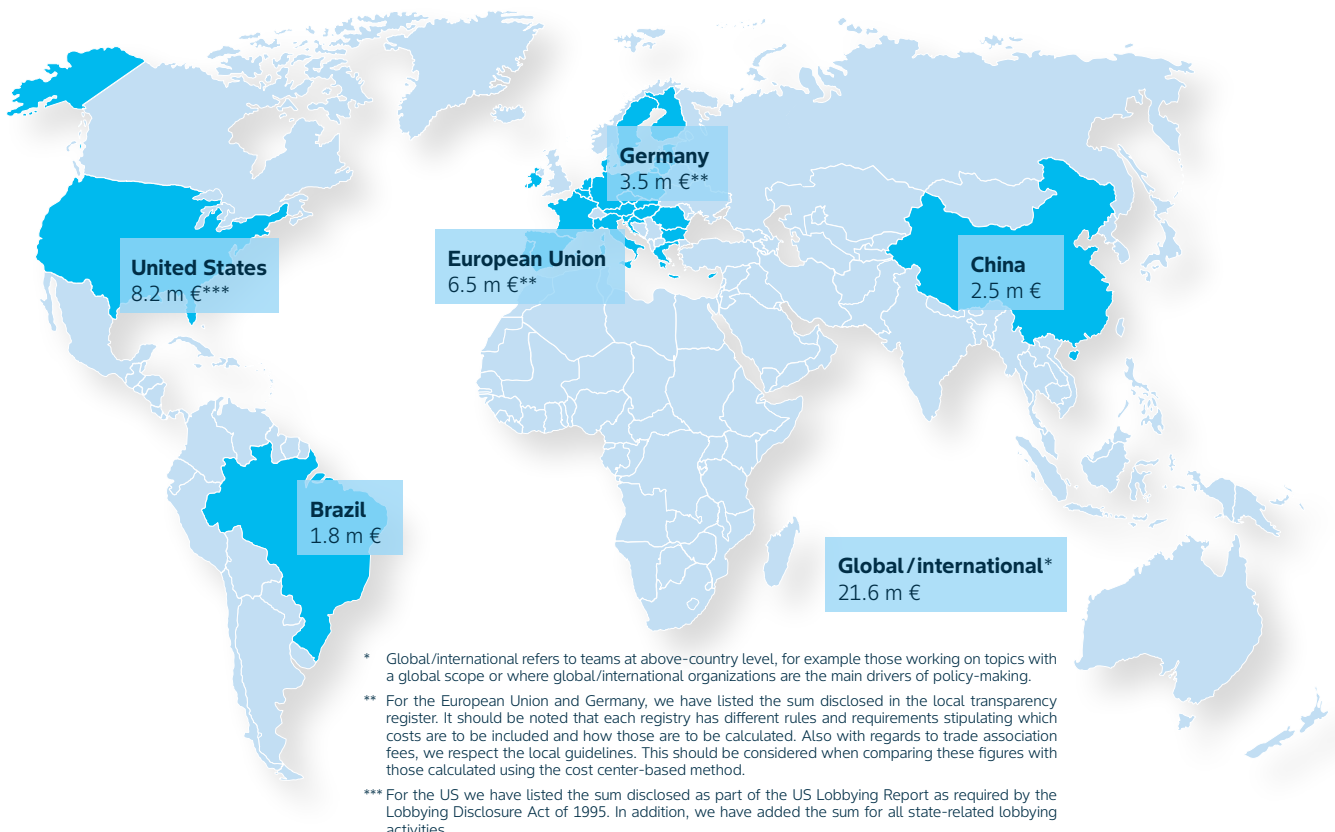 Germany
3.5 m €**
United States
8.2 m €***
European Union
6.5 m €**
China
2.5 m €
Brazil
1.8 m €
Global/international*
21.6 m €
* Global/international refers to teams at above-country level, for example those working on topics with
a global scope or where global/international organizations are the main drivers of policy-making.
** For the European Union and Germany, we have listed the sum disclosed in the local transparency
register. It should be noted that each registry has different rules and requirements stipulating which
costs are to be included and how those are to be calculated. Also with regards to trade association
fees, we respect the local guidelines. This should be considered when comparing these figures with
those calculated using the cost center-based method.
*** For the US we have listed the sum disclosed as part of the US Lobbying Report as required by the
Lobbying Disclosure Act of 1995. In addition, we have added the sum for all state-related lobbying
activities.